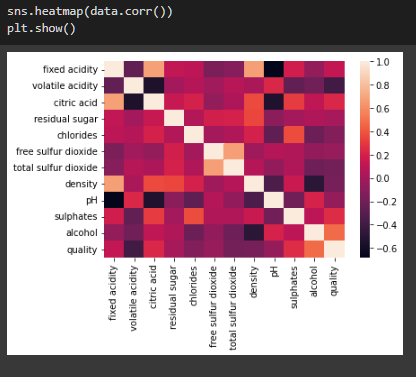 sns.heatmap(data.corr())
plt.show()
fixed acidity
volatile acidity
citric acid
residual sugar
chlorides
free sulfur dioxide
total sulfur dioxide
density
pH
sulphates
alcohol
quality
1.0
0.8
0.6
0.4
0.2
0.0
−0.2
−0.4
−0.6
fixed acidity
volatile acidity
citric acid
residual sugar
chlorides
free sulfur dioxide
total sulfur dioxide
density
pH
sulphates
alcohol
quality